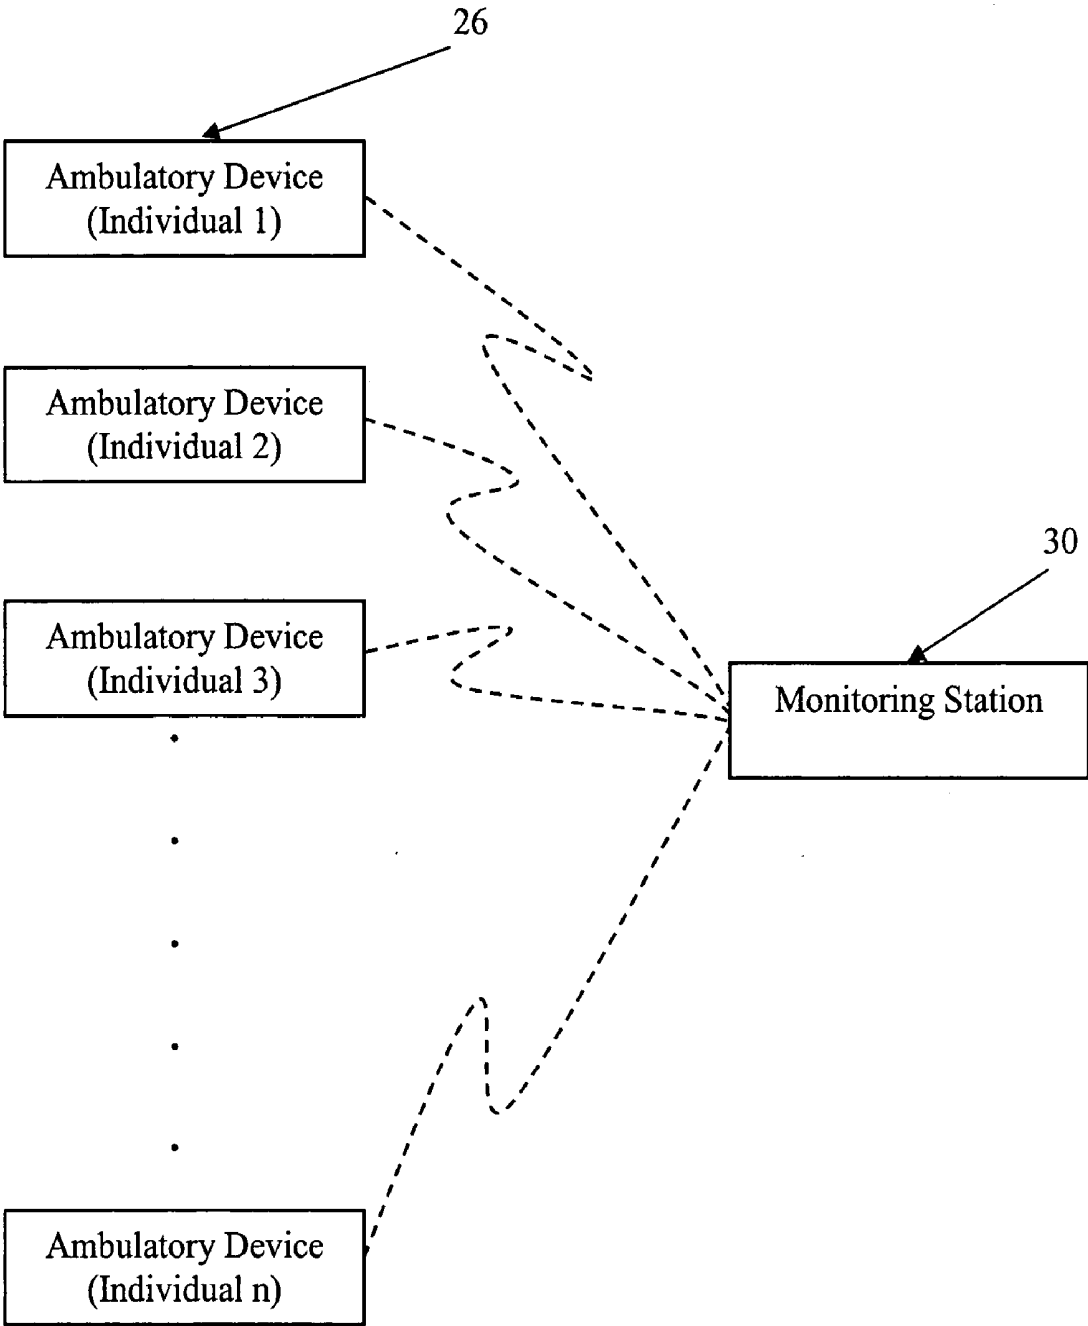 26
Ambulatory Device
(Individual 1)
Ambulatory Device
(Individual 2)
30
Ambulatory Device
(Individual 3)
Monitoring Station
Ambulatory Device
(Individual n)